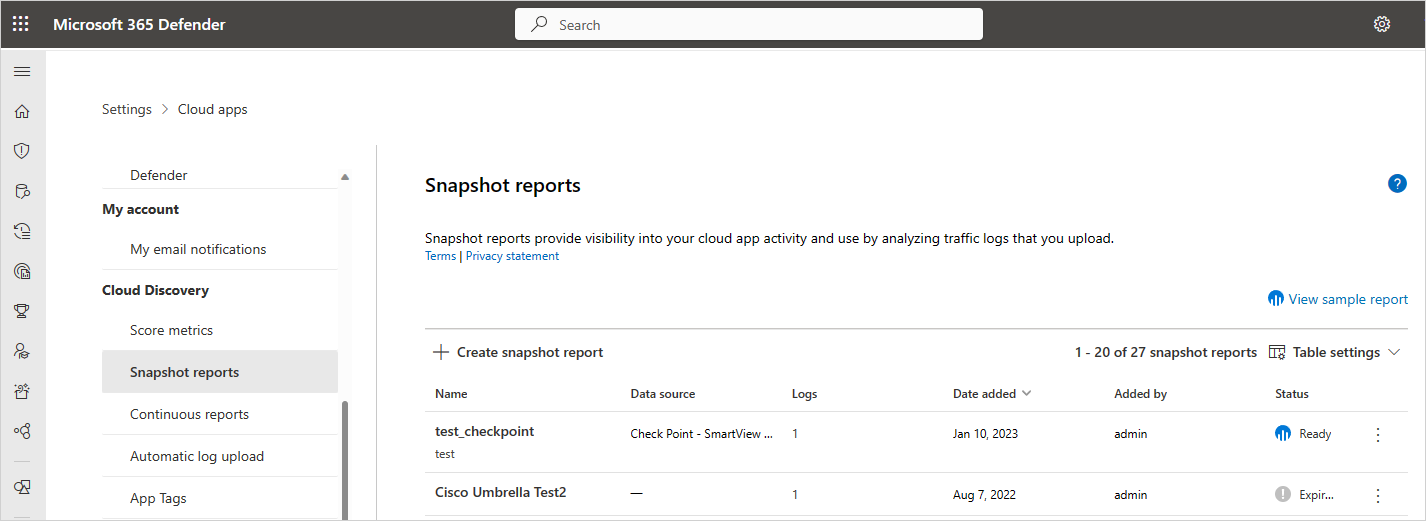 Microsoft 365 Defender
Search
Settings > Cloud apps
Defender
My account
My email notifications
Cloud Discovery
Score metrics
Snapshot reports
Continuous reports
Automatic log upload
App Tags
Snapshot reports
?
Snapshot reports provide visibility into your cloud app activity and use by analyzing traffic logs that you upload.
Terms | Privacy statement
View sample report
+ Create snapshot report
1 - 20 of 27 snapshot reports
Table settings
Name Data source Logs Date added Added by Status
test_checkpoint Check Point - SmartView ... 1 Jan 10, 2023 admin Ready
test
Cisco Umbrella Test2 — 1 Aug 7, 2022 admin Expir...